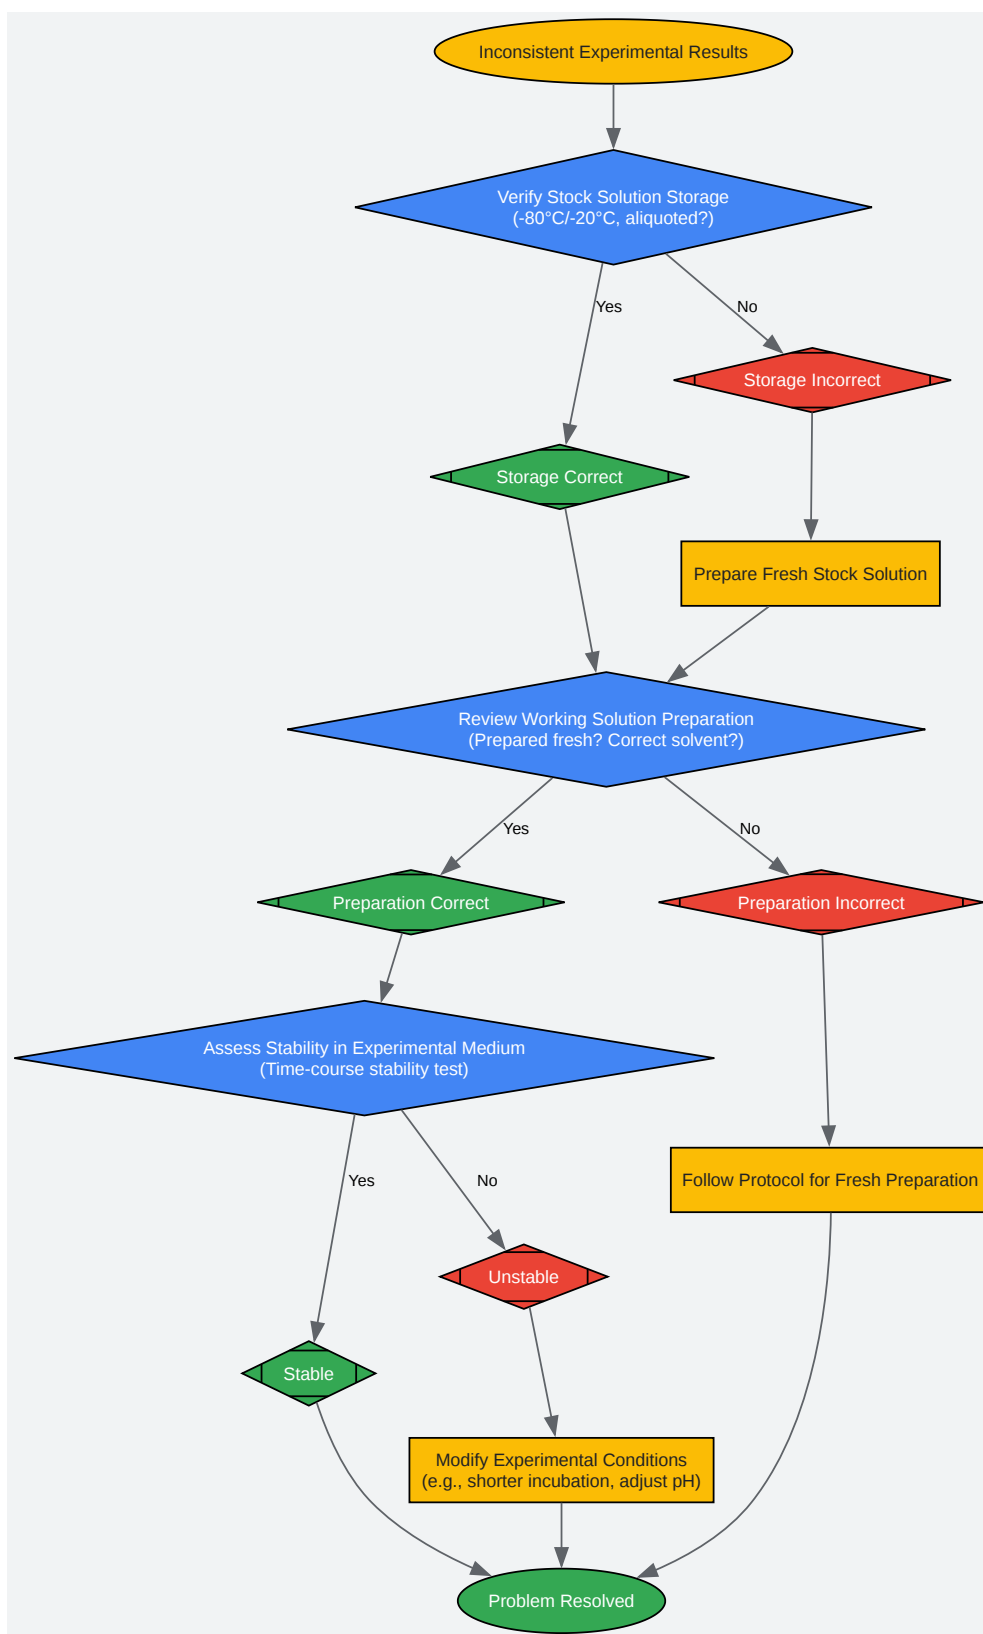 Inconsistent Experimental Results
Verify Stock Solution Storage
(-80°C/-20°C, aliquoted?)
Yes
No
Storage Incorrect
Storage Correct
Prepare Fresh Stock Solution
Review Working Solution Preparation
(Prepared fresh? Correct solvent?)
Yes
No
Preparation Correct
Preparation Incorrect
Assess Stability in Experimental Medium
(Time-course stability test)
Yes
No
Follow Protocol for Fresh Preparation
Unstable
Stable
Modify Experimental Conditions
(e.g., shorter incubation, adjust pH)
Problem Resolved